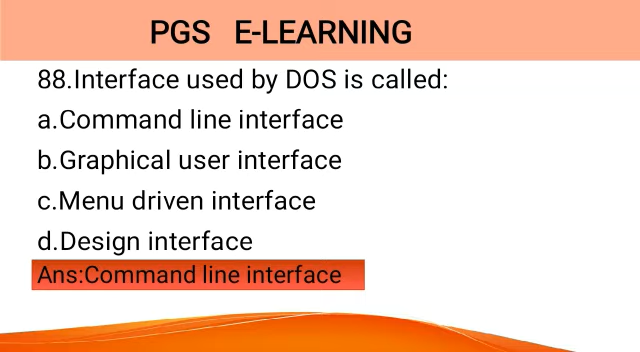 PGS E-LEARNING
88.Interface used by DOS is called:
a.Command line interface
b.Graphical user interface
c.Menu driven interface
d.Design interface
Ans:Command line interface